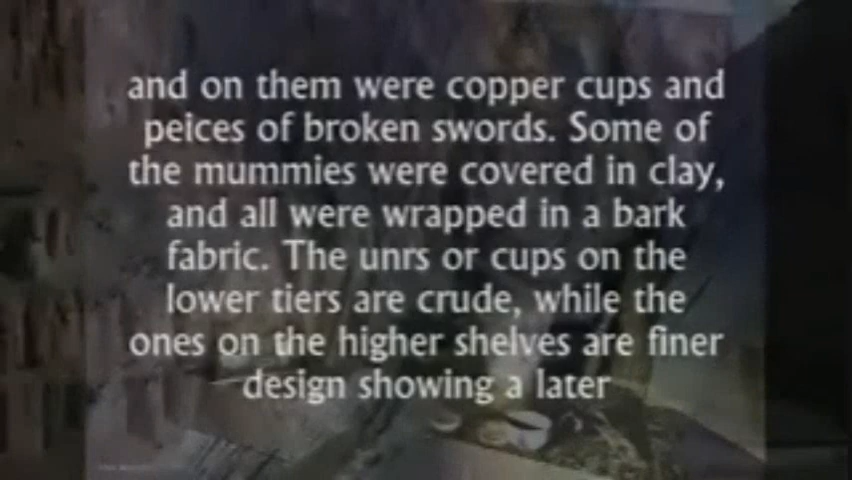 and on them were copper cups and
peices of broken swords. Some of
the mummies were covered in clay,
and all were wrapped in a bark
fabric. The unrs or cups on the
lower tiers are crude, while the
ones on the higher shelves are finer
design showing a later